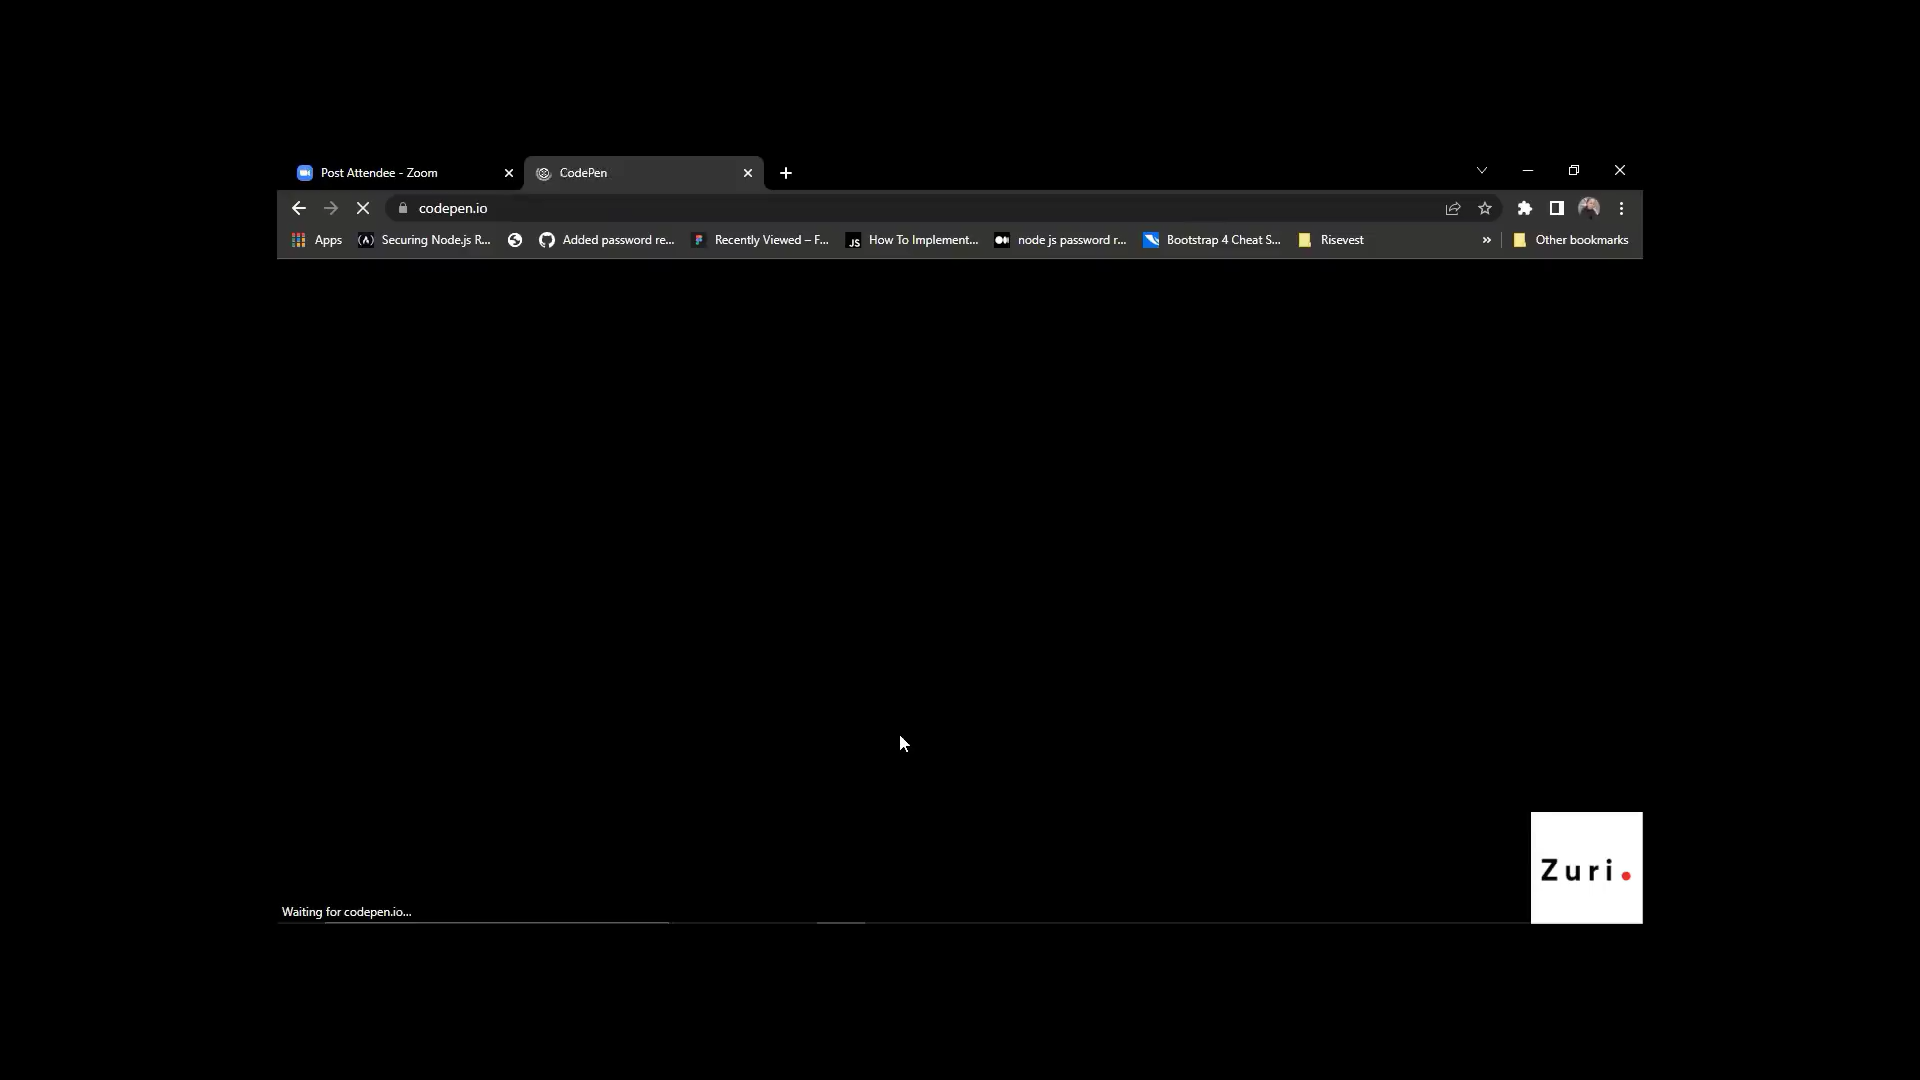 Post Attendee - Zoom
CodePen
codepen.io
Apps
Securing Node.js R...
Added password re...
Recently Viewed – F...
JS
How To Implement...
node js password r...
Bootstrap 4 Cheat S...
Risevest
»
Other bookmarks
Zuri.
Waiting for codepen.io...